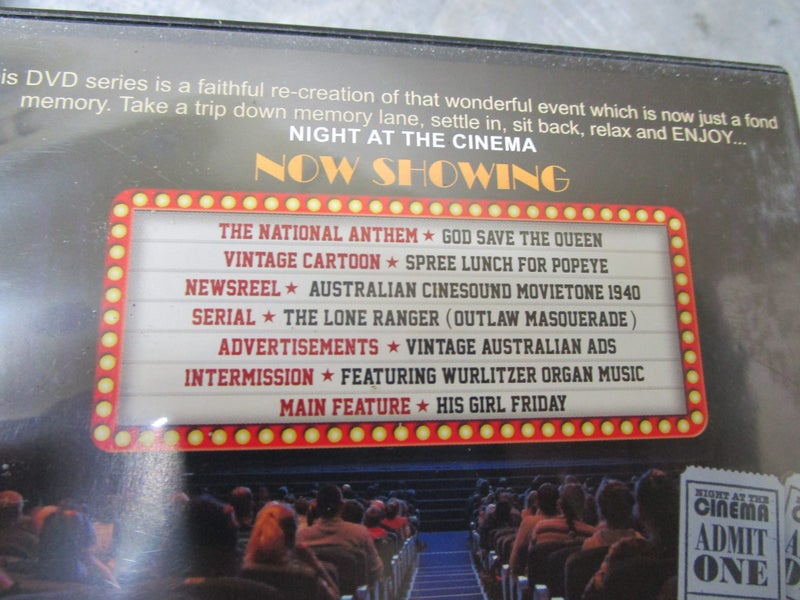 is DVD series is a faithful re-creation of that wonderful event which is now just a fond
memory. Take a trip down memory lane, settle in, sit back, relax and ENJOY...
NIGHT AT THE CINEMA
NOW SHOWING
THE NATIONAL ANTHEM ★ GOD SAVE THE QUEEN
VINTAGE CARTOON ★ SPREE LUNCH FOR POPEYE
NEWSREEL ★ AUSTRALIAN CINESOUND MOVIETONE 1940
SERIAL ★ THE LONE RANGER (OUTLAW MASQUERADE)
ADVERTISEMENTS ★ VINTAGE AUSTRALIAN ADS
INTERMISSION ★ FEATURING WURLITZER ORGAN MUSIC
MAIN FEATURE ★ HIS GIRL FRIDAY
NIGHT AT THE
CINEMA
ADMIT
ONE